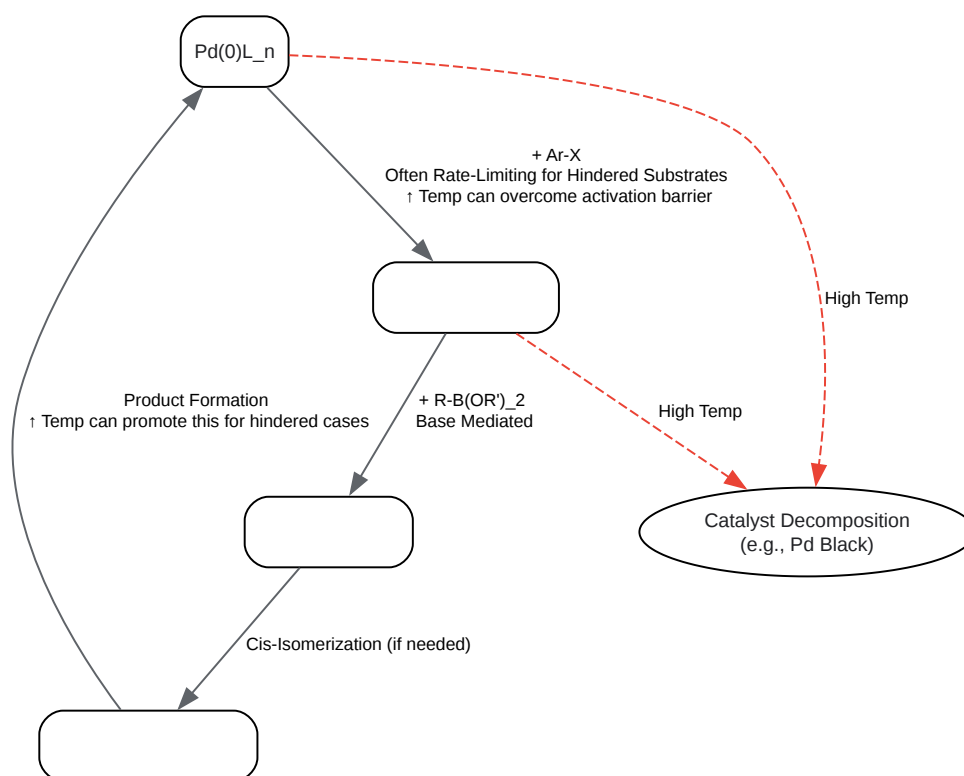 Pd(0)L_n
+ Ar-X
Often Rate-Limiting for Hindered Substrates
↑ Temp can overcome activation barrier
High Temp
Product Formation
↑ Temp can promote this for hindered cases
+ R-B(OR')_2
Base Mediated
High Temp
Catalyst Decomposition
(e.g., Pd Black)
Cis-Isomerization (if needed)